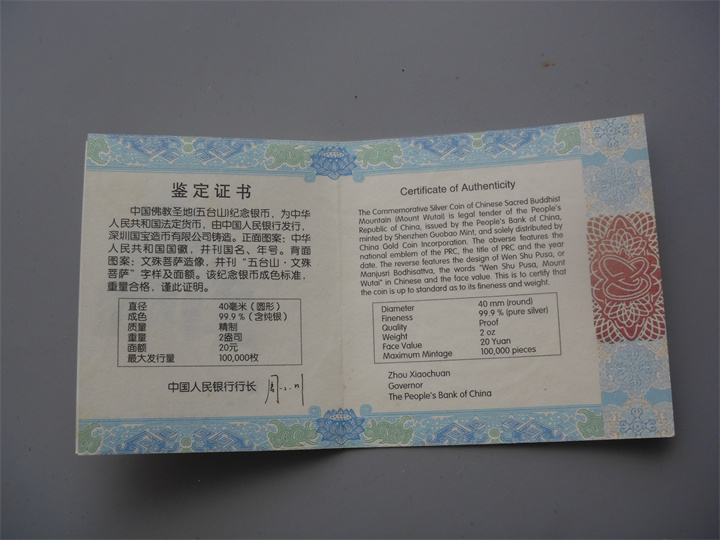 鉴定证书
中国佛教圣地(五台山)纪念银币，为中华
人民共和国法定货币，由中国人民银行发行，
深圳国宝造币有限公司铸造。正面图案：中华
人民共和国国徽，并刊国名、年号。背面
图案：文殊菩萨造像，并刊“五台山·文殊
菩萨”字样及面额。该纪念银币成色标准，
重量合格，谨此证明。
直径 40毫米（圆形）
成色 99.9％（含纯银）
质量 精制
重量 2盎司
面额 20元
最大发行量 100,000枚
中国人民银行行长
Certificate of Authenticity
The Commemorative Silver Coin of Chinese Sacred Buddhist
Mountain (Mount Wutai) is legal tender of the People's
Republic of China, issued by the People's Bank of China,
minted by Shenzhen Guobao Mint, and solely distributed by
China Gold Coin Incorporation. The obverse features the
national emblem of the PRC, the title of PRC and the year
date. The reverse features the design of Wen Shu Pusa, or
Manjusri Bodhisattva, the words "Wen Shu Pusa, Mount
Wutai" in Chinese and the face value. This is to certify that
the coin is up to standard as to its fineness and weight.
Diameter 40 mm (round)
Fineness 99.9 % (pure silver)
Quality Proof
Weight 2 oz
Face Value 20 Yuan
Maximum Mintage 100,000 pieces
Zhou Xiaochuan
Governor
The People's Bank of China